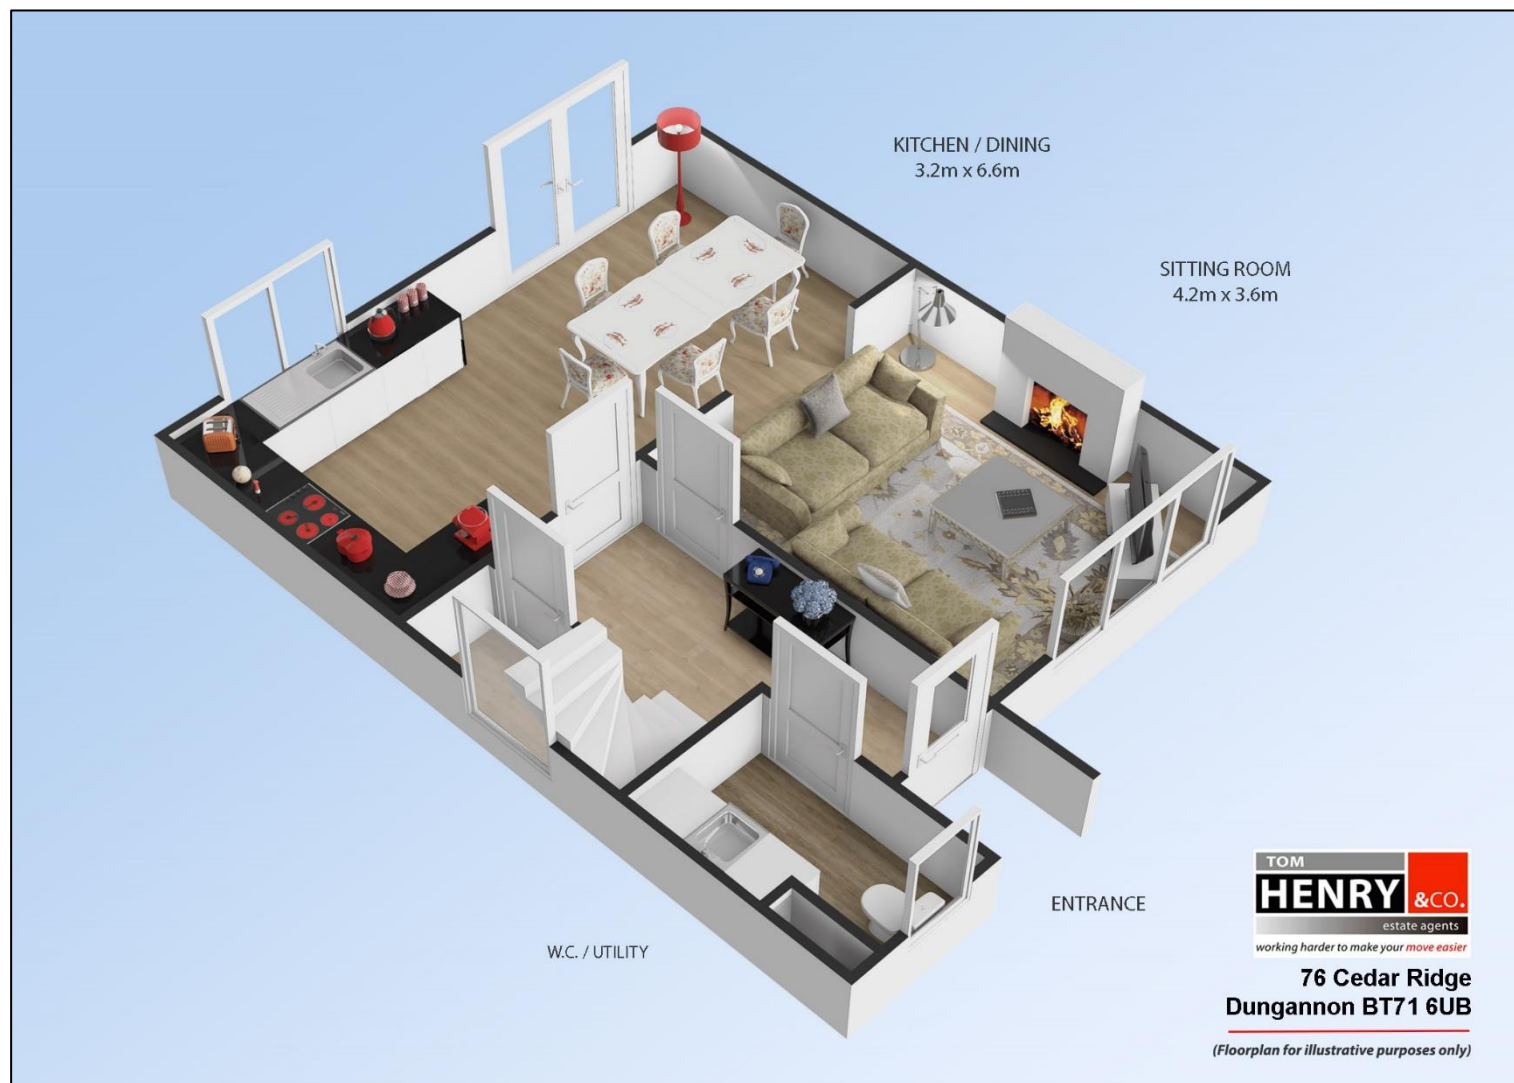 KITCHEN / DINING
3.2m x 6.6m
SITTING ROOM
4.2m x 3.6m
ENTRANCE
W.C. / UTILITY
TOM
HENRY &CO.
estate agents
working harder to make your move easier
76 Cedar Ridge
Dungannon BT71 6UB
(Floorplan for illustrative purposes only)